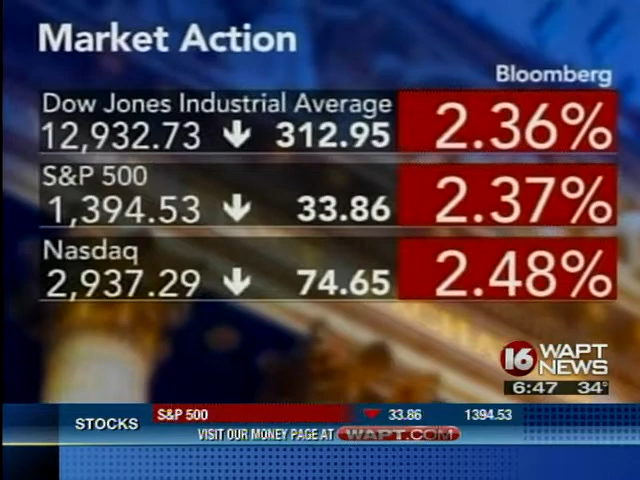 Market Action
Bloomberg
Dow Jones Industrial Average
12,932.73 312.95 2.36%
S&P 500
1,394.53 33.86 2.37%
Nasdaq
2,937.29 74.65 2.48%
16 WAPT
NEWS
6:47 34°
STOCKS S&P 500 33.86 1394.53
VISIT OUR MONEY PAGE AT WAPT.COM